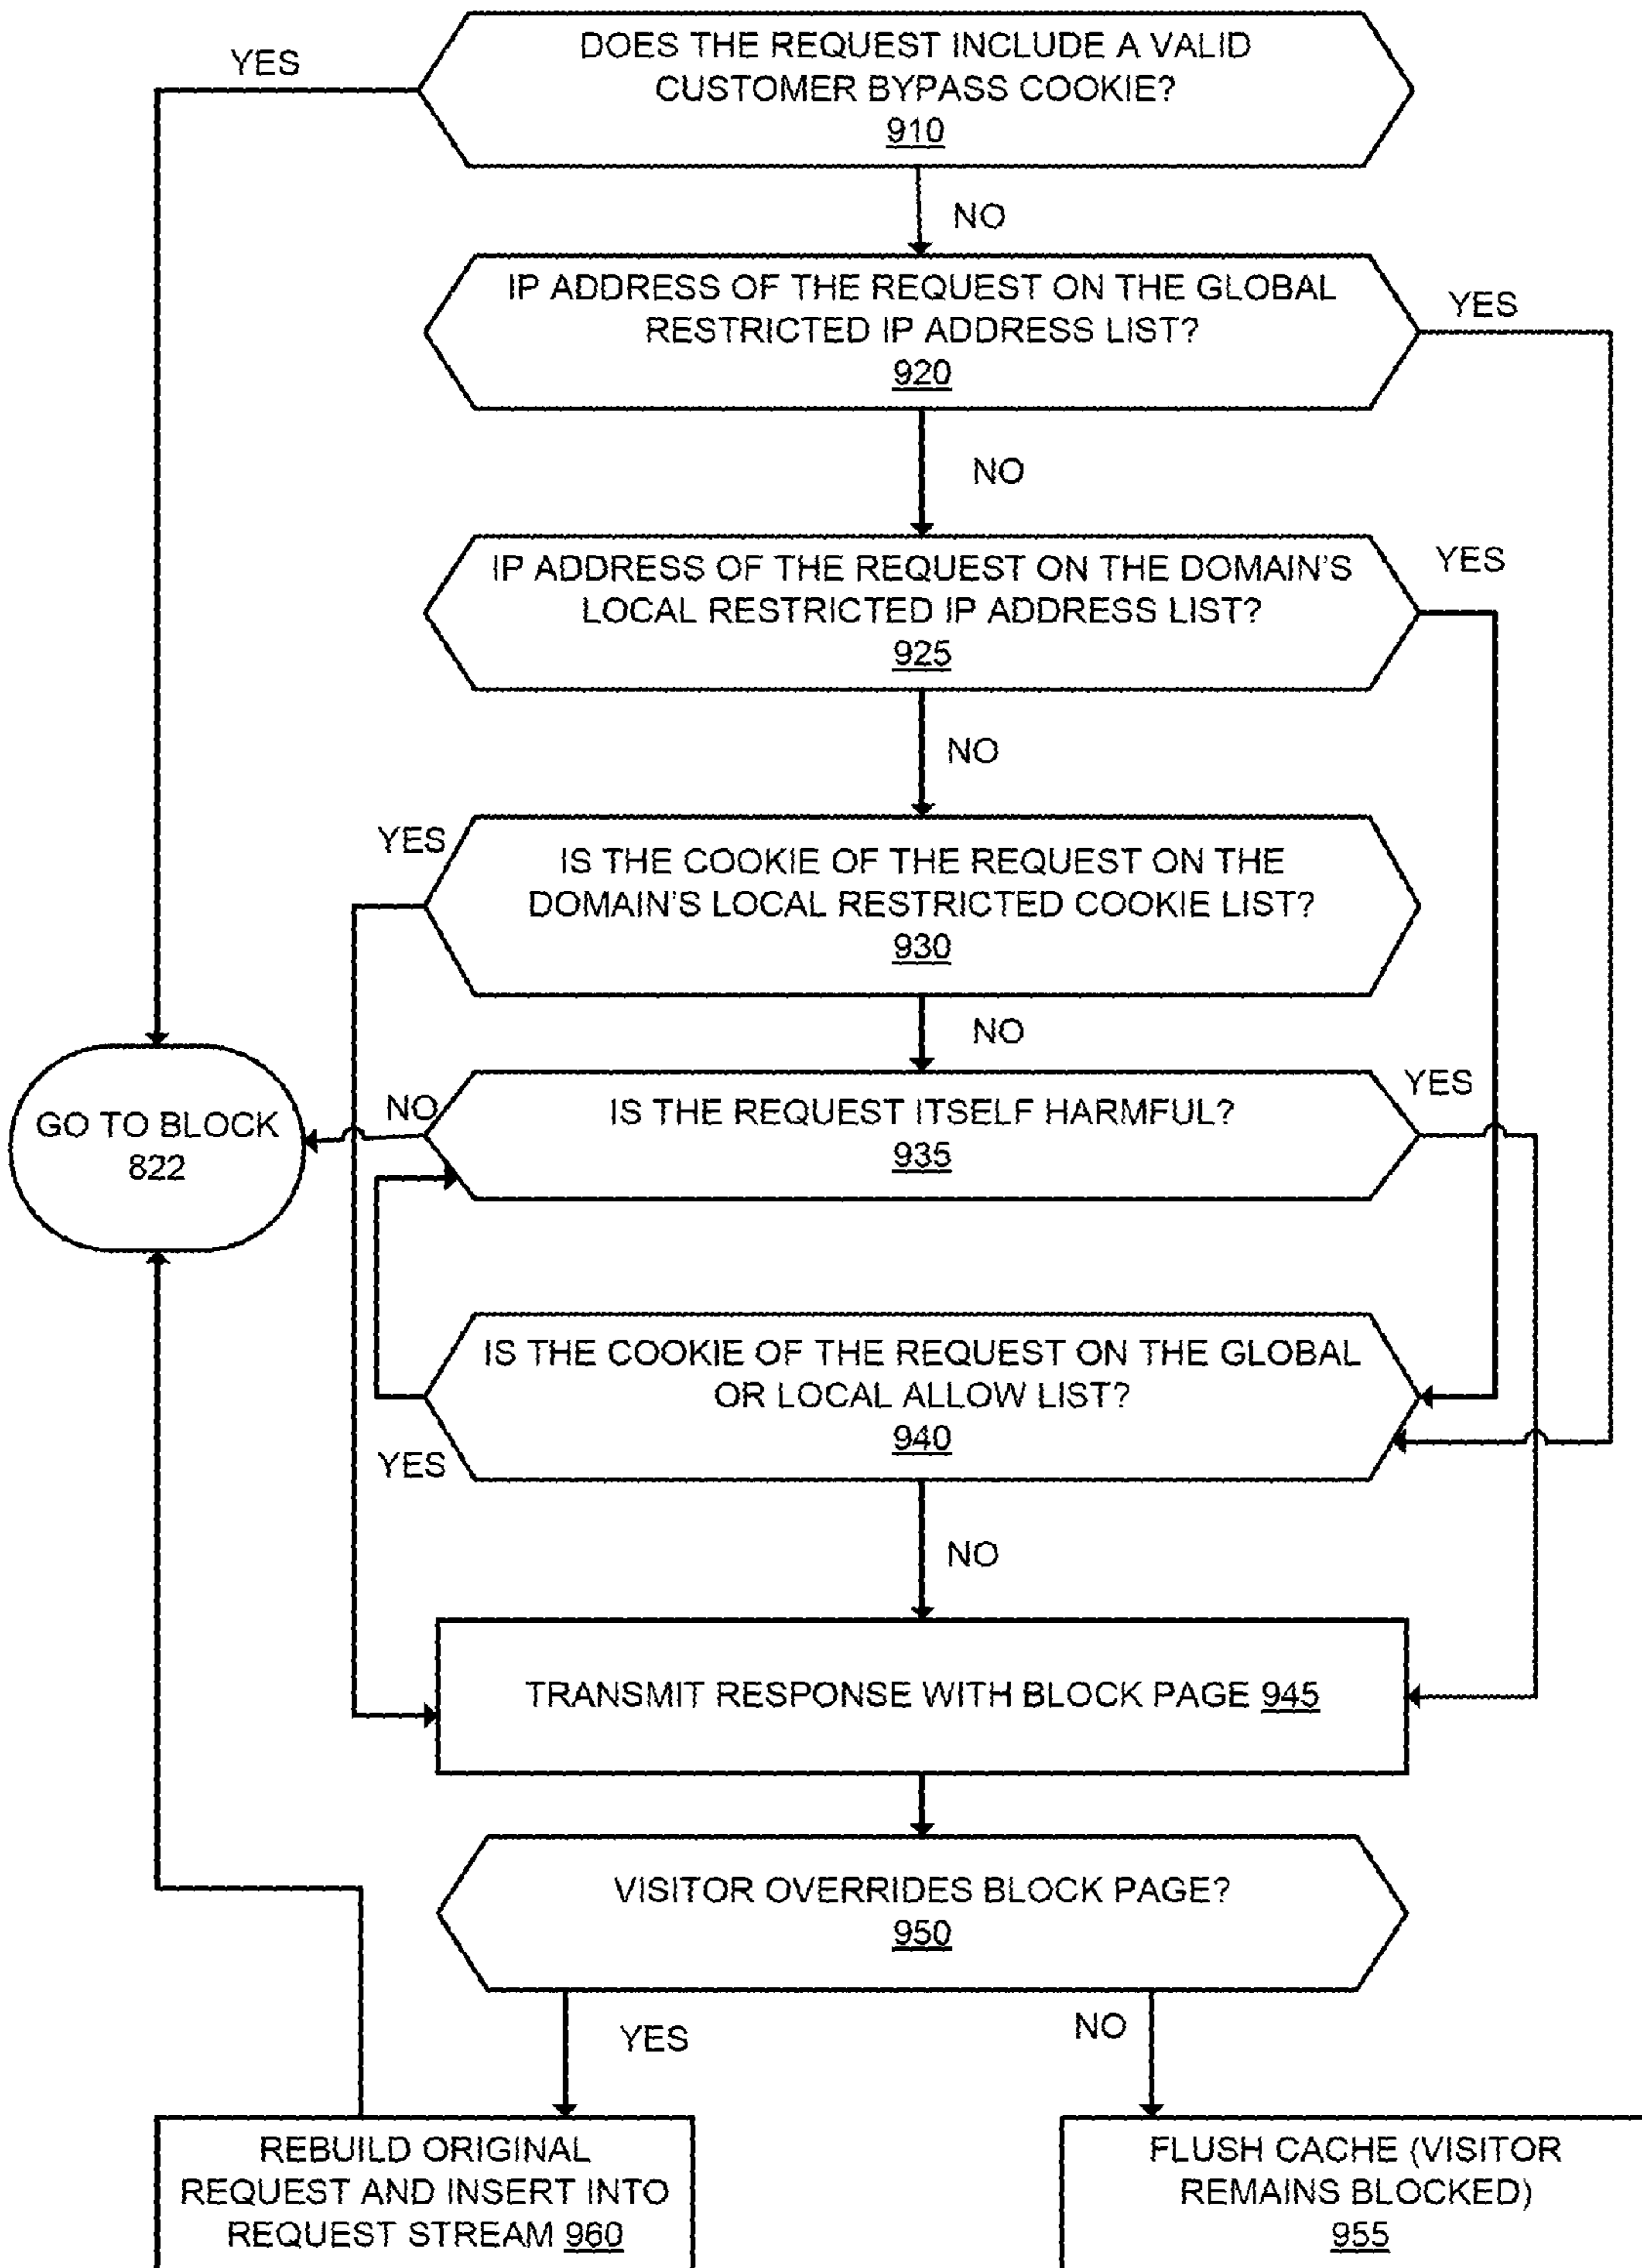 DOES THE REQUEST INCLUDE A VALID
CUSTOMER BYPASS COOKIE?
910
YES
NO
IP ADDRESS OF THE REQUEST ON THE GLOBAL
RESTRICTED IP ADDRESS LIST?
920
YES
NO
IP ADDRESS OF THE REQUEST ON THE DOMAIN'S
LOCAL RESTRICTED IP ADDRESS LIST?
925
YES
NO
YES
IS THE COOKIE OF THE REQUEST ON THE
DOMAIN'S LOCAL RESTRICTED COOKIE LIST?
930
NO
GO TO BLOCK
822
NO
IS THE REQUEST ITSELF HARMFUL?
935
YES
IS THE COOKIE OF THE REQUEST ON THE GLOBAL
OR LOCAL ALLOW LIST?
940
YES
NO
TRANSMIT RESPONSE WITH BLOCK PAGE 945
VISITOR OVERRIDES BLOCK PAGE?
950
YES
NO
REBUILD ORIGINAL
REQUEST AND INSERT INTO
REQUEST STREAM 960
FLUSH CACHE (VISITOR
REMAINS BLOCKED)
955